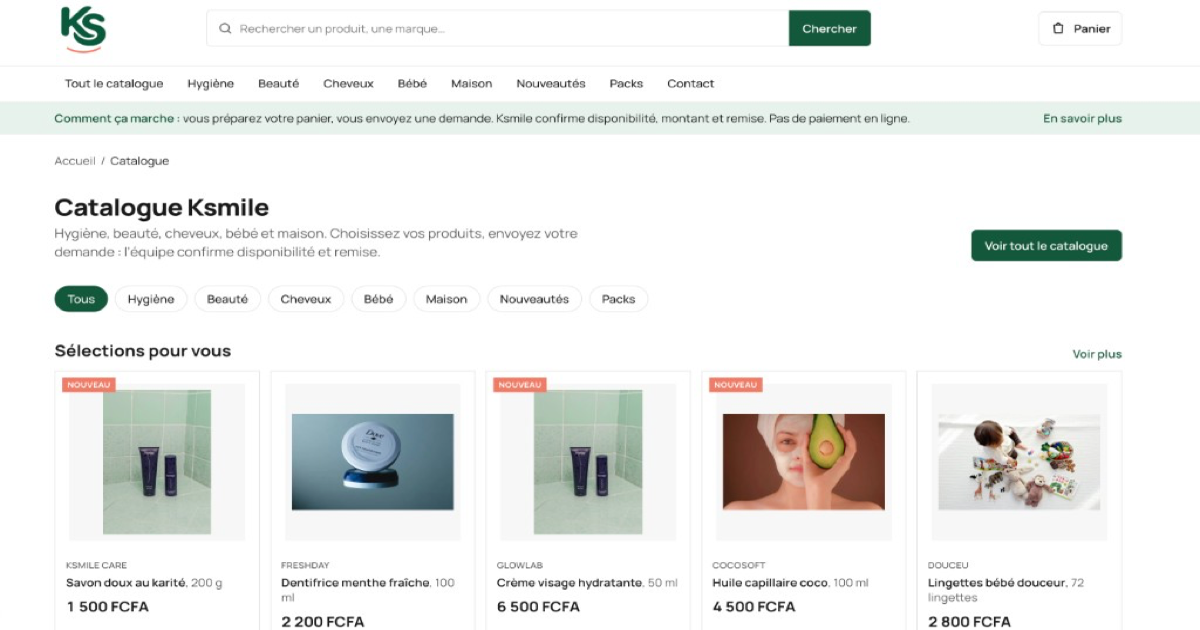 KS
Rechercher un produit, une marque...
Chercher
Panier
Tout le catalogue
Hygiène
Beauté
Cheveux
Bébé
Maison
Nouveautés
Packs
Contact
Comment ça marche : vous préparez votre panier, vous envoyez une demande. Ksmile confirme disponibilité, montant et remise. Pas de paiement en ligne.
En savoir plus
Accueil / Catalogue
Catalogue Ksmile
Hygiène, beauté, cheveux, bébé et maison. Choisissez vos produits, envoyez votre
demande : l'équipe confirme disponibilité et remise.
Voir tout le catalogue
Tous
Hygiène
Beauté
Cheveux
Bébé
Maison
Nouveautés
Packs
Sélections pour vous
Voir plus
NOUVEAU
KSMILE CARE
Savon doux au karité, 200 g
1 500 FCFA
Dove
FRESHDAY
Dentifrice menthe fraîche, 100
ml
2 200 FCFA
NOUVEAU
GLOWLAB
Crème visage hydratante, 50 ml
6 500 FCFA
NOUVEAU
COCOSOFT
Huile capillaire coco, 100 ml
4 500 FCFA
DOUCEU
Lingettes bébé douceur, 72
lingettes
2 800 FCFA